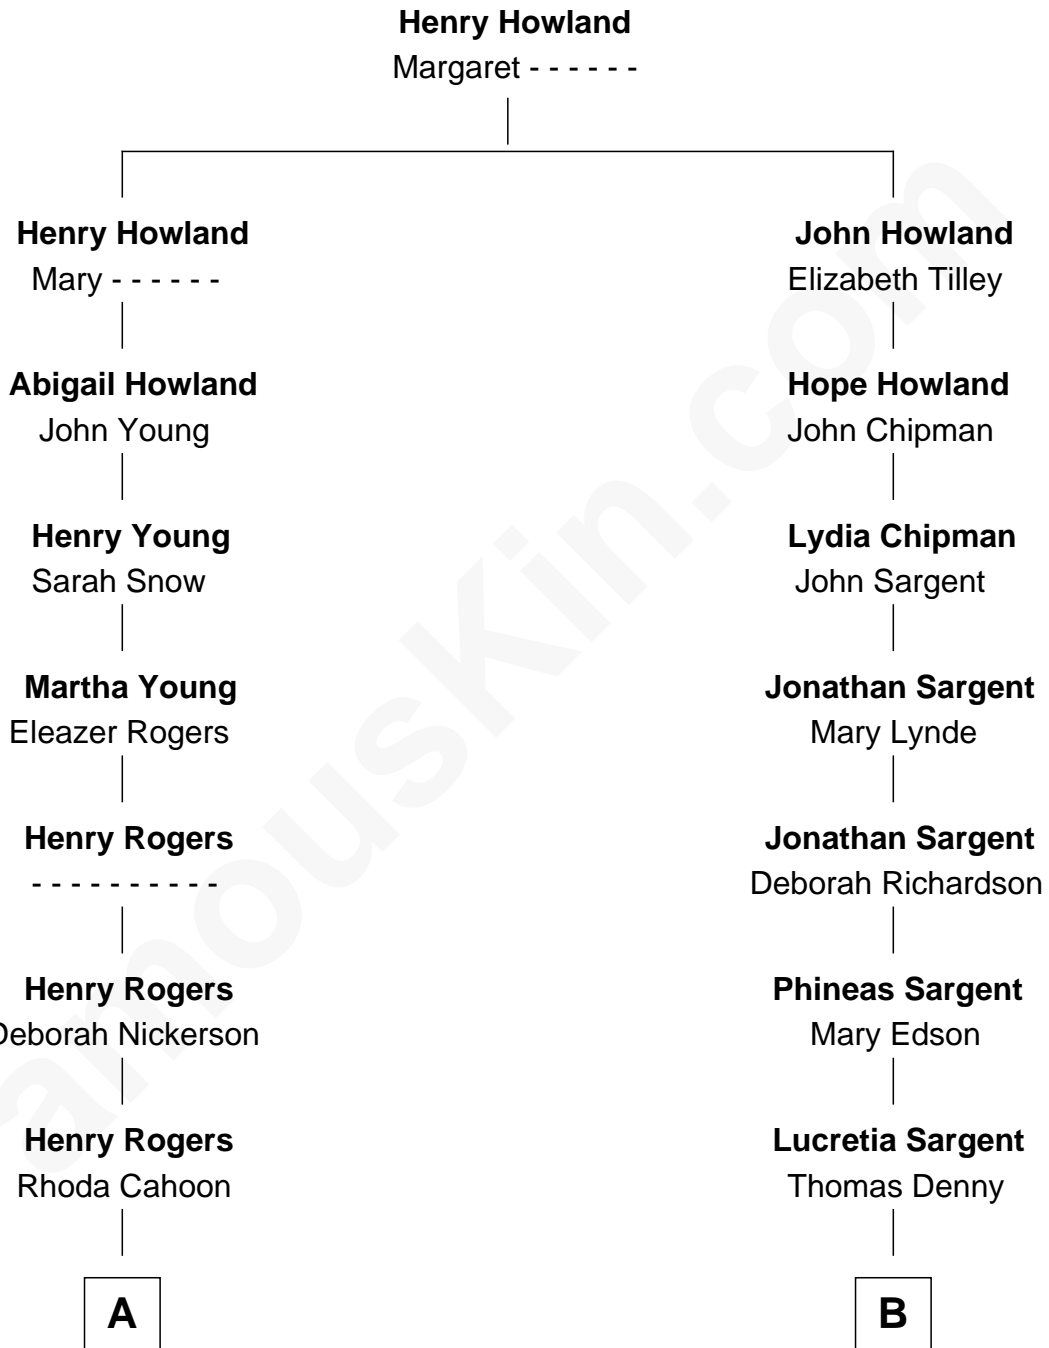 Henry Howland
Margaret - - - - - -
Henry Howland
Mary - - - - - -
John Howland
Elizabeth Tilley
Abigail Howland
John Young
Hope Howland
John Chipman
Henry Young
Sarah Snow
Lydia Chipman
John Sargent
Martha Young
Eleazer Rogers
Jonathan Sargent
Mary Lynde
Henry Rogers
- - - - - - - - - -
Jonathan Sargent
Deborah Richardson
Henry Rogers
Deborah Nickerson
Phineas Sargent
Mary Edson
Henry Rogers
Rhoda Cahoon
Lucretia Sargent
Thomas Denny
A
B
amouskin.com